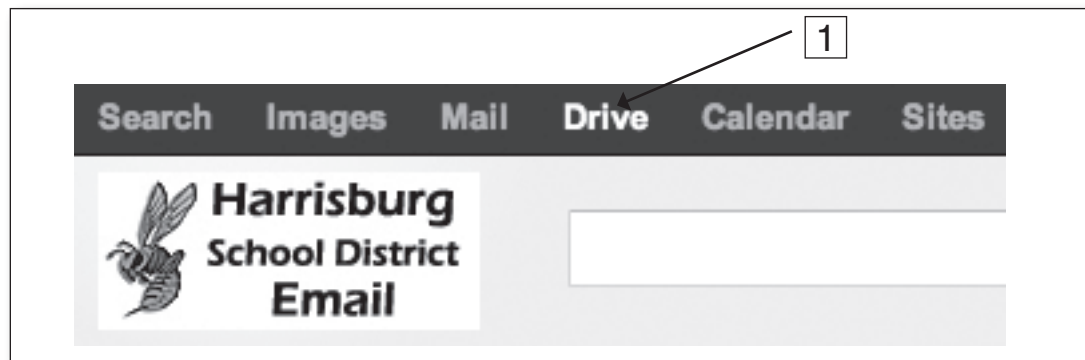 1
Search Images Mail Drive Calendar Sites
Harrisburg
School District
Email